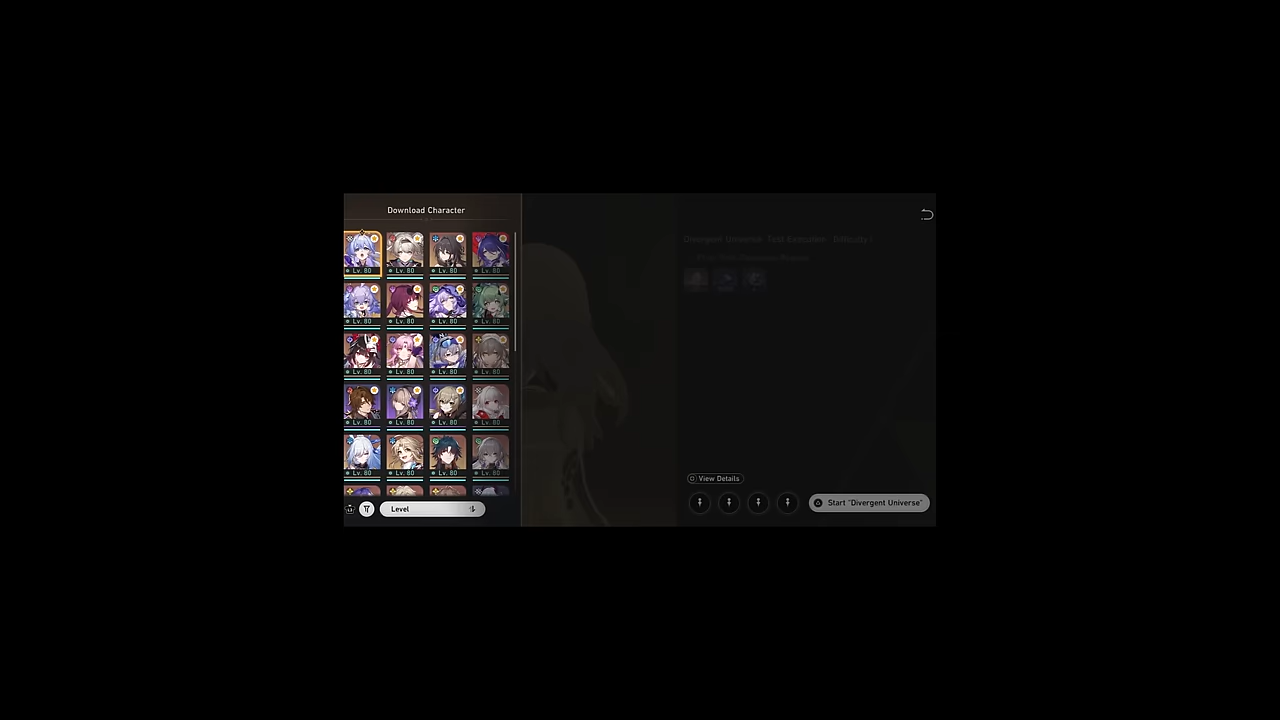 Download Character
Lv. 80 Lv. 80 Lv. 80 Lv. 80
Lv. 80 Lv. 80 Lv. 80 Lv. 80
Lv. 80 Lv. 80 Lv. 80 Lv. 80
Lv. 80 Lv. 80 Lv. 80 Lv. 80
Lv. 80 Lv. 80 Lv. 80 Lv. 80
Level
Divergent Universe
View Details
Start "Divergent Universe"